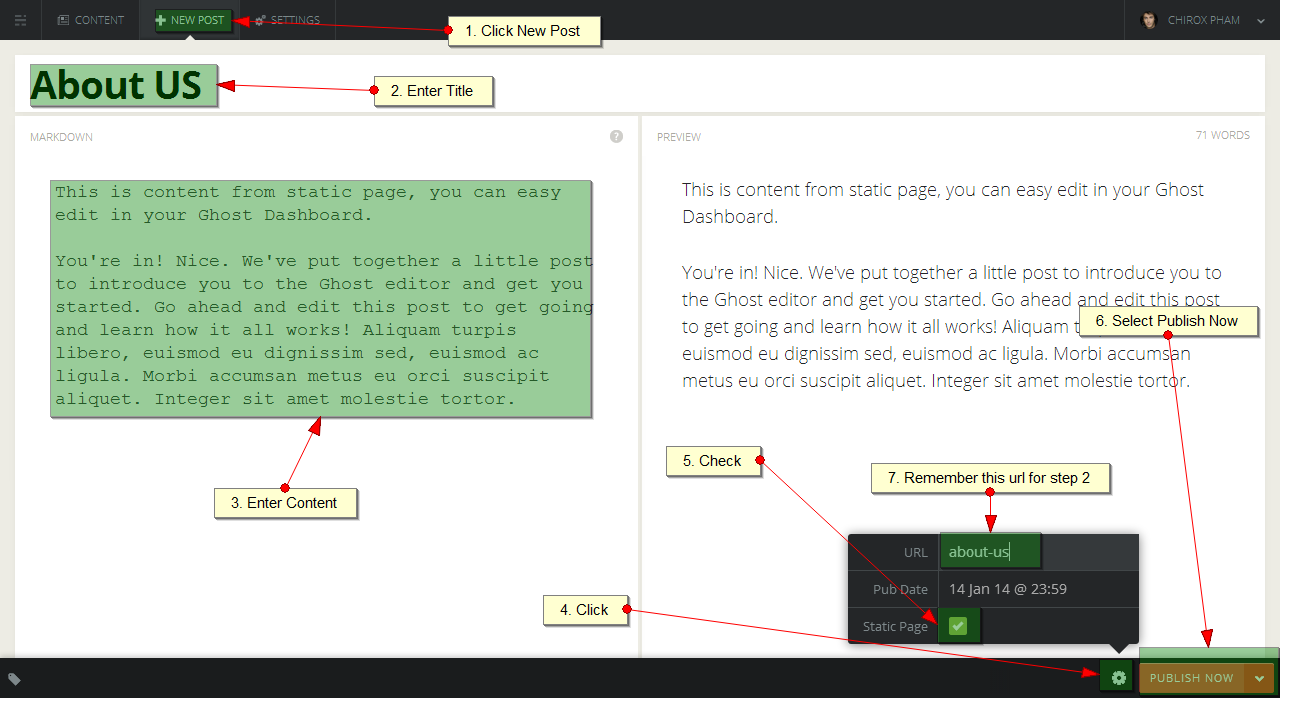 CONTENT
NEW POST
SETTINGS
CHIROX PHAM
1. Click New Post
About US
2. Enter Title
MARKDOWN
?
PREVIEW
71 WORDS
This is content from static page, you can easy
edit in your Ghost Dashboard.
You're in! Nice. We've put together a little post
to introduce you to the Ghost editor and get you
started. Go ahead and edit this post to get going
and learn how it all works! Aliquam turpis
libero, euismod eu dignissim sed, euismod ac
ligula. Morbi accumsan metus eu orci suscipit
aliquet. Integer sit amet molestie tortor.
This is content from static page, you can easy edit in your Ghost
Dashboard.
You're in! Nice. We've put together a little post to introduce you to
the Ghost editor and get you started. Go ahead and edit this post
to get going and learn how it all works! Aliquam
euismod eu dignissim sed, euismod ac ligula. Morbi accumsan
metus eu orci suscipit aliquet. Integer sit amet molestie tortor.
6. Select Publish Now
5. Check
7. Remember this url for step 2
3. Enter Content
URL
about-us
Pub Date
14 Jan 14 @ 23:59
Static Page
4. Click
PUBLISH NOW